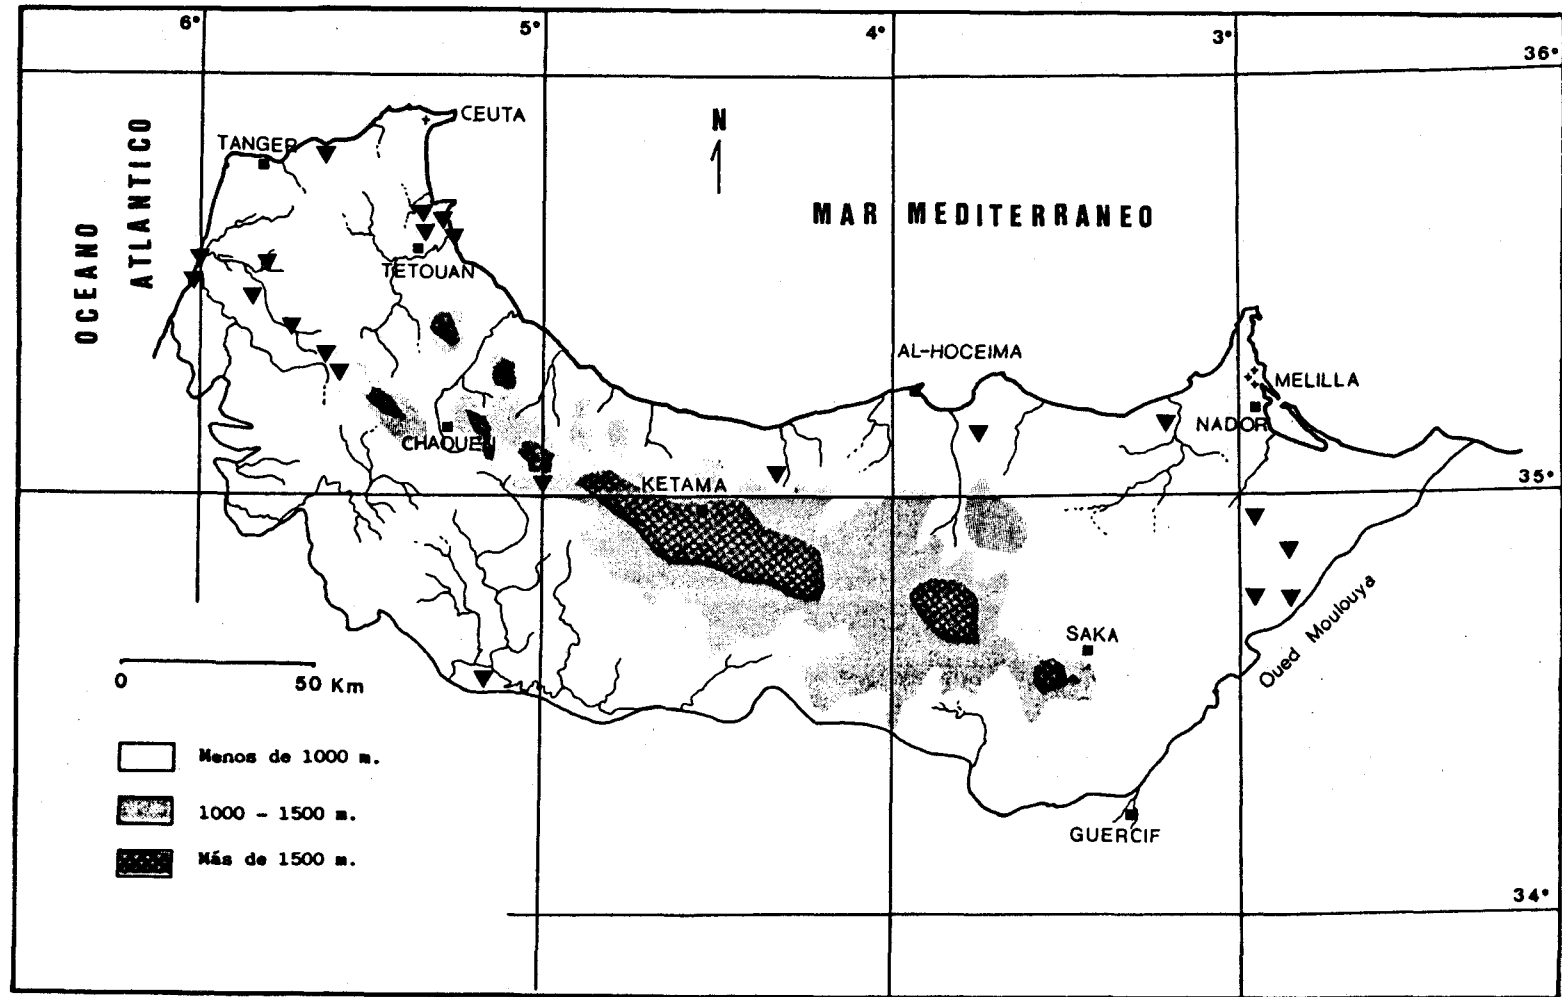 6°
5°
4°
3°
36°
CEUTA
N
TANGER
OCEANO
ATLANTICO
MAR MEDITERRANEO
TETOUAN
AL-HOCEIMA
MELILLA
NADOR
CHAOUEN
KETAMA
35°
SAKA
Oued Moulouya
0 50 Km
Menos de 1000 m.
1000 - 1500 m.
Más de 1500 m.
GUERCIF
34°